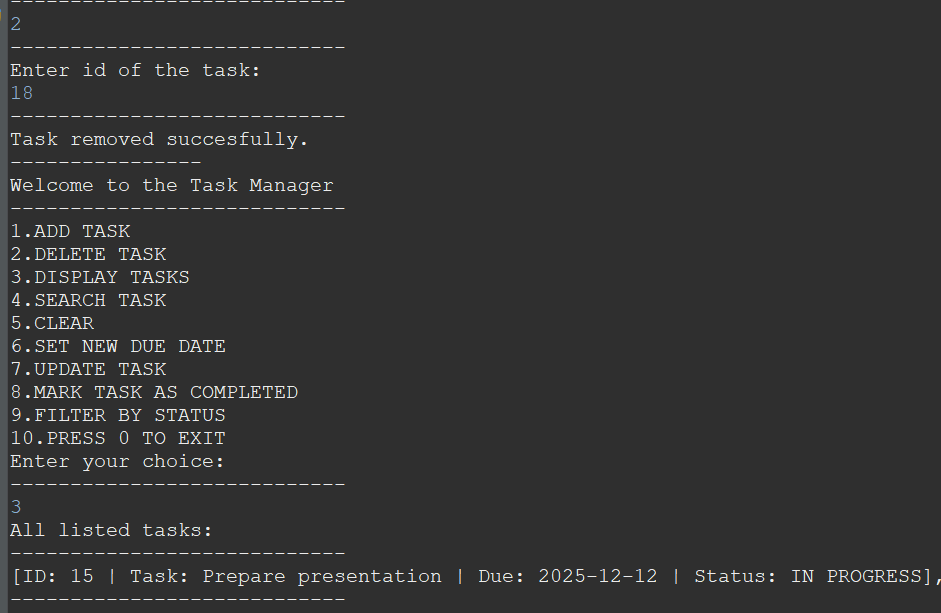 ----------------------------
2
----------------------------
Enter id of the task:
18
----------------------------
Task removed succesfully.
----------------
Welcome to the Task Manager
----------------------------
1.ADD TASK
2.DELETE TASK
3.DISPLAY TASKS
4.SEARCH TASK
5.CLEAR
6.SET NEW DUE DATE
7.UPDATE TASK
8.MARK TASK AS COMPLETED
9.FILTER BY STATUS
10.PRESS 0 TO EXIT
Enter your choice:
----------------------------
3
All listed tasks:
----------------------------
[ID: 15 | Task: Prepare presentation | Due: 2025-12-12 | Status: IN PROGRESS],
----------------------------